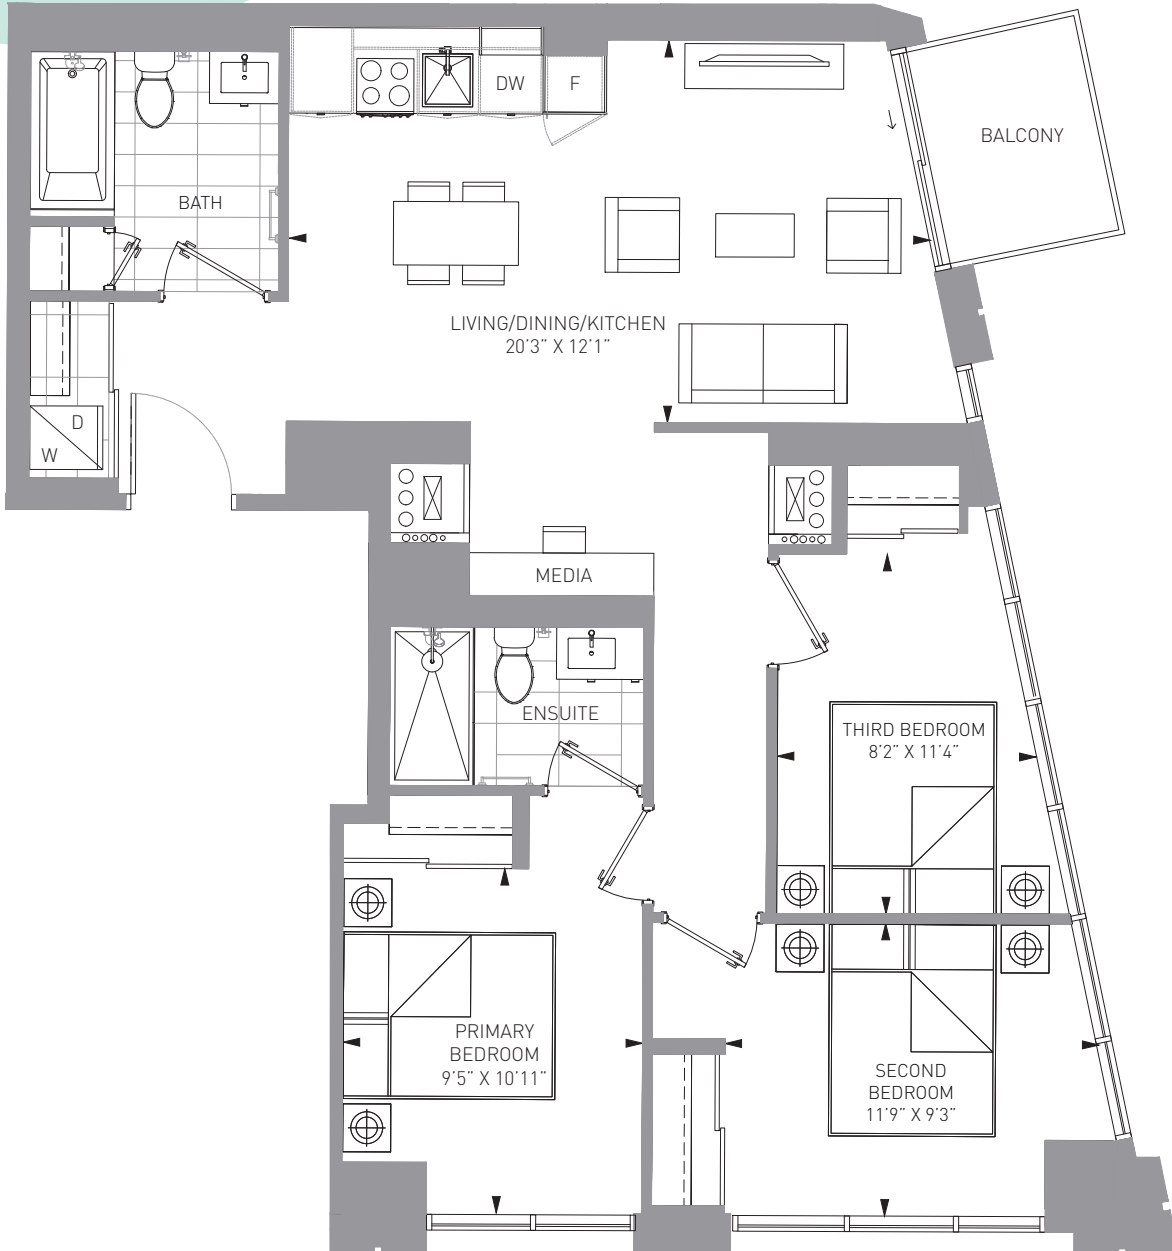 DW
F
BALCONY
BATH
LIVING/DINING/KITCHEN
20'3" X 12'1"
D
W
MEDIA
ENSUITE
THIRD BEDROOM
8'2" X 11'4"
PRIMARY
BEDROOM
9'5" X 10'11"
SECOND
BEDROOM
11'9" X 9'3"